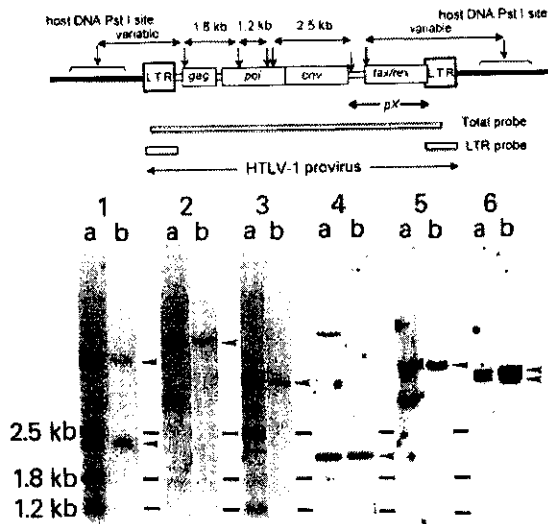 host DNA Pst I site
host DNA Pst I site
variable
1.8 kb
1.2 kb
2.5 kb
variable
LTR
gag
pol
env
tax/rex
LTR
pX
Total probe
LTR probe
HTLV-1 provirus
1 2 3 4 5 6
a b a b a b a b a b a b
2.5 kb
1.8 kb
1.2 kb